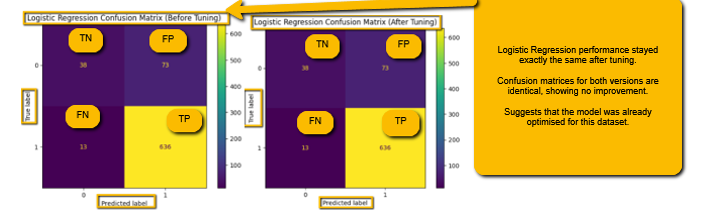 Logistic Regression Confusion Matrix (Before Tuning)
TN
FP
0
38
73
True label
FN
TP
1
13
636
0
1
Predicted label
600
500
400
300
200
100
Logistic Regression Confusion Matrix (After Tuning)
TN
FP
0
38
73
True label
FN
TP
1
13
636
0
1
Predicted label
600
500
400
300
200
100
Logistic Regression performance stayed
exactly the same after tuning.
Confusion matrices for both versions are
identical, showing no improvement.
Suggests that the model was already
optimised for this dataset.